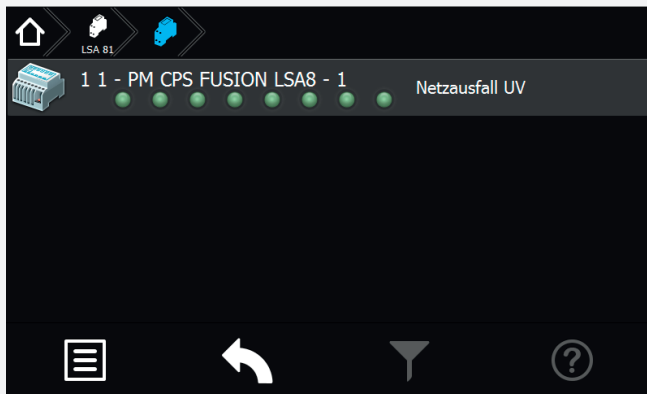 LSA 81
1 1 - PM CPS FUSION LSA8 - 1
Netzausfall UV
?